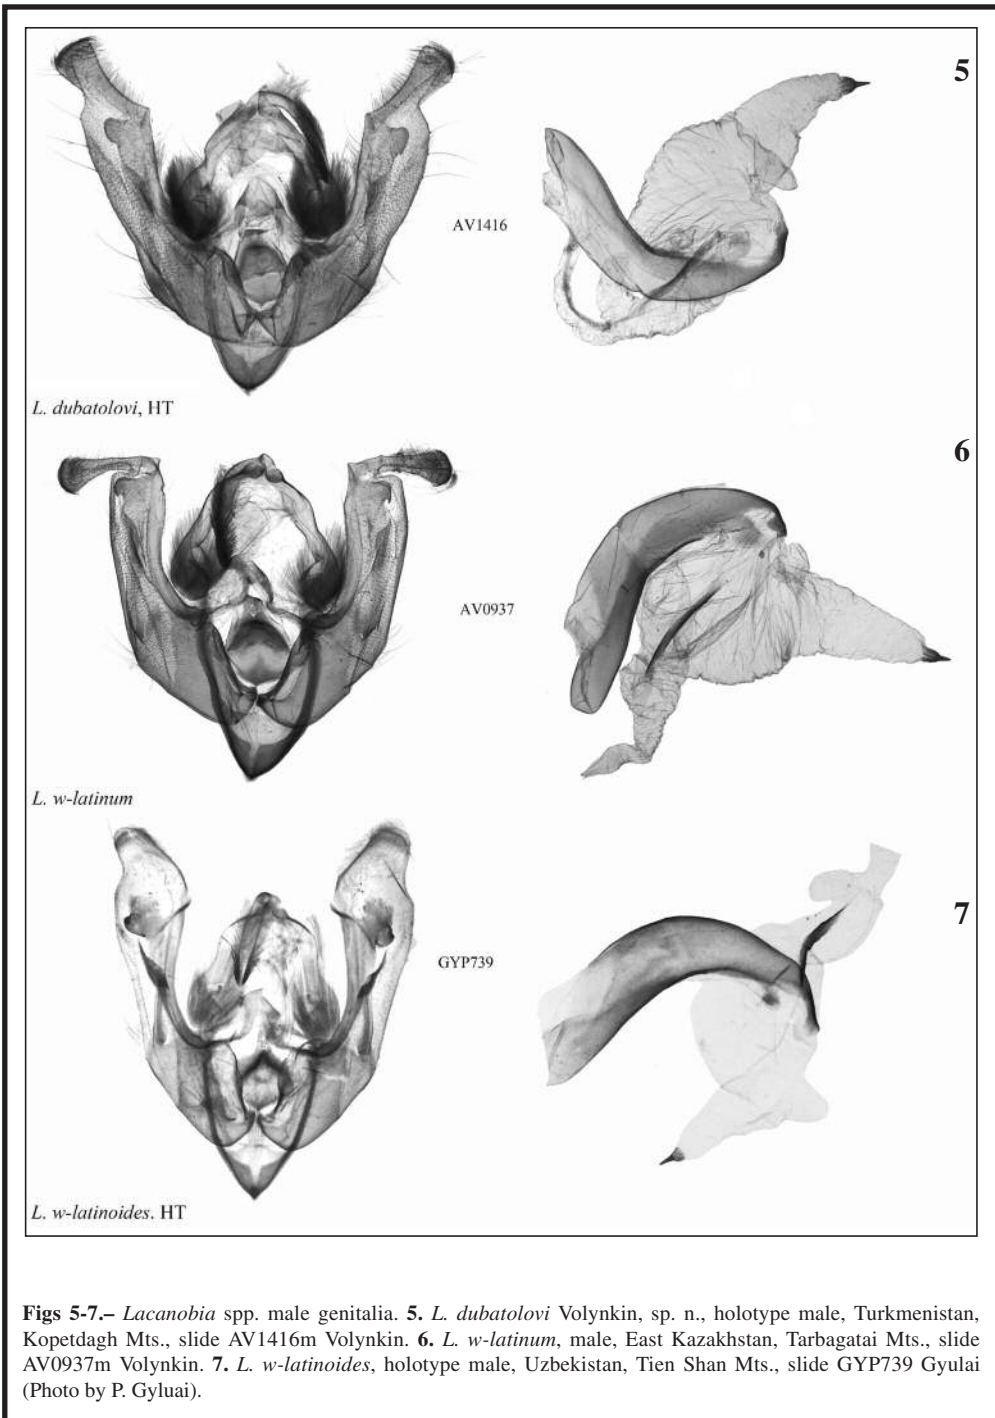 5
AV1416
L. dubatolovi, HT
6
AV0937
L. w-latinum
7
GYP739
L. w-latinoides. HT
Figs 5-7.– Lacanobia spp. male genitalia. 5. L. dubatolovi Volynkin, sp. n., holotype male, Turkmenistan,
Kopetdagh Mts., slide AV1416m Volynkin. 6. L. w-latinum, male, East Kazakhstan, Tarbagatai Mts., slide
AV0937m Volynkin. 7. L. w-latinoides, holotype male, Uzbekistan, Tien Shan Mts., slide GYP739 Gyulai
(Photo by P. Gyluai).